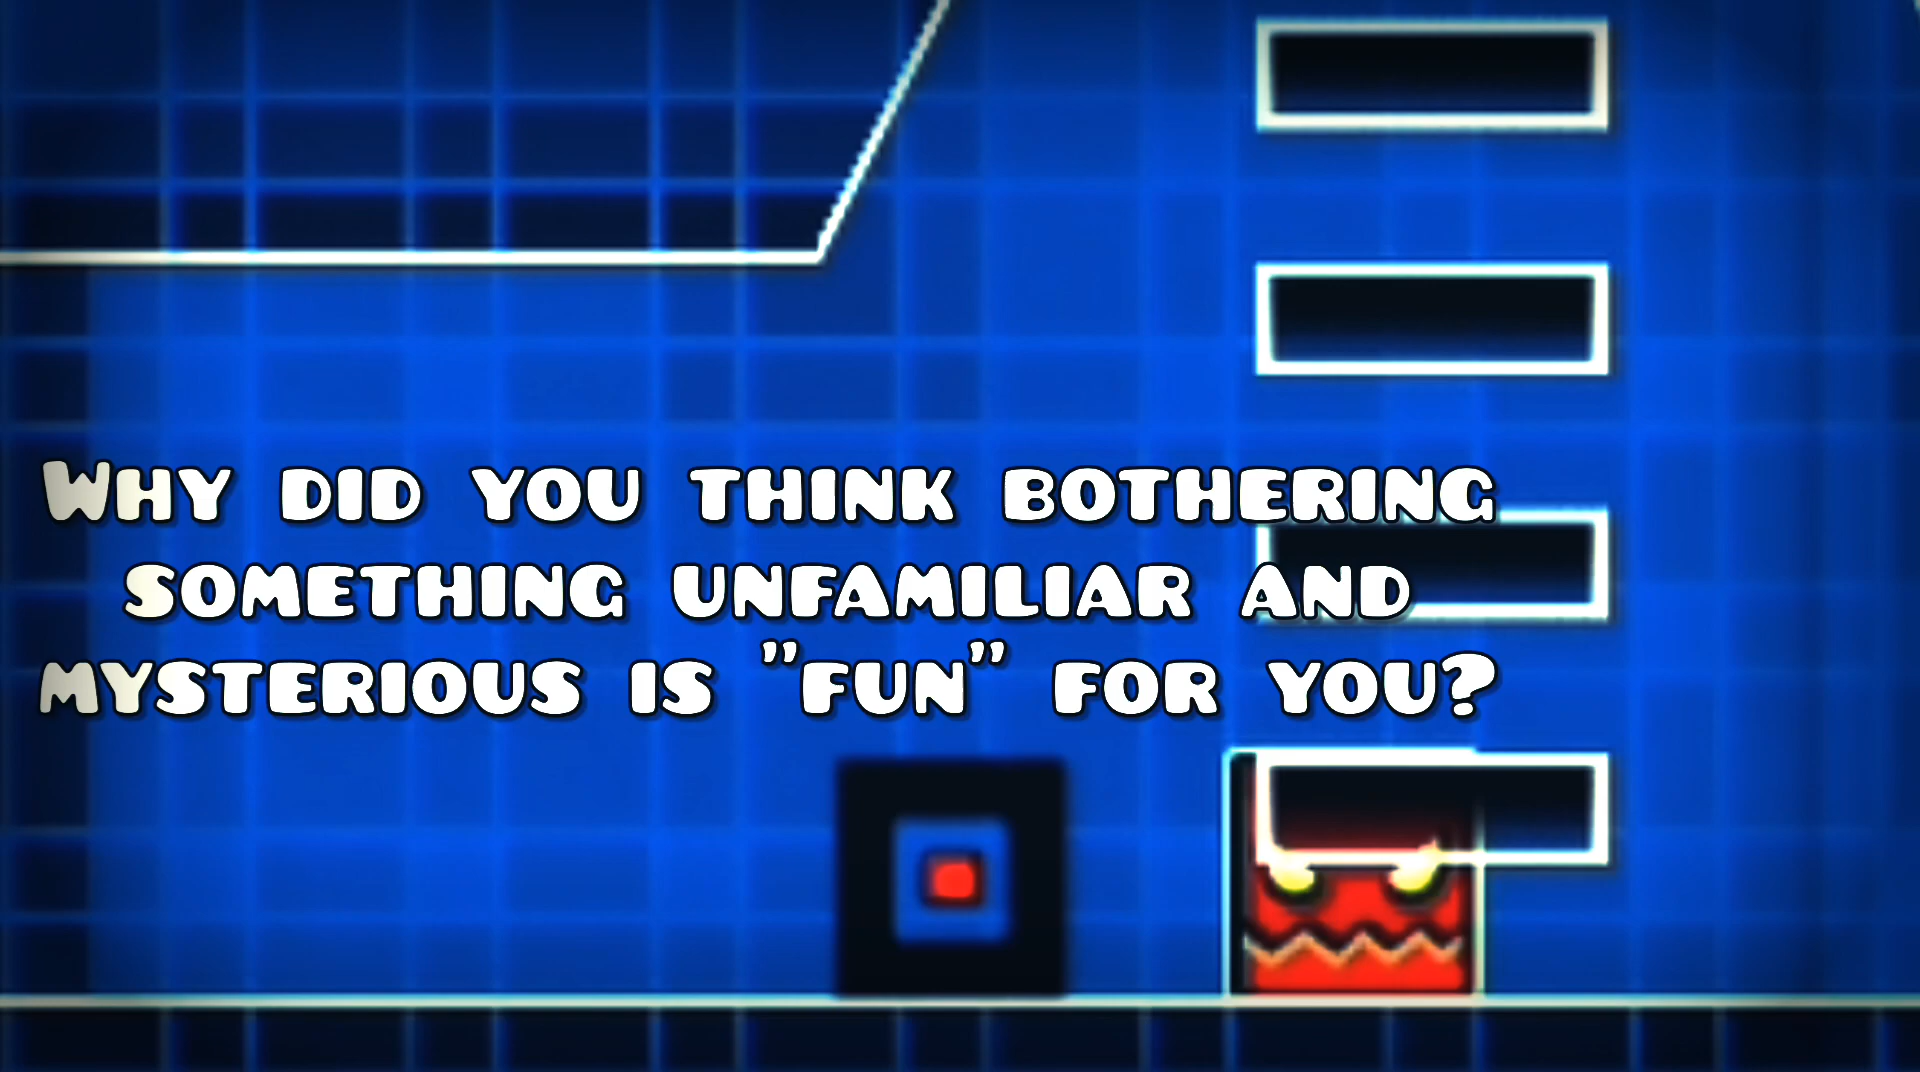 Why did you think bothering
something unfamiliar and
mysterious is "fun" for you?